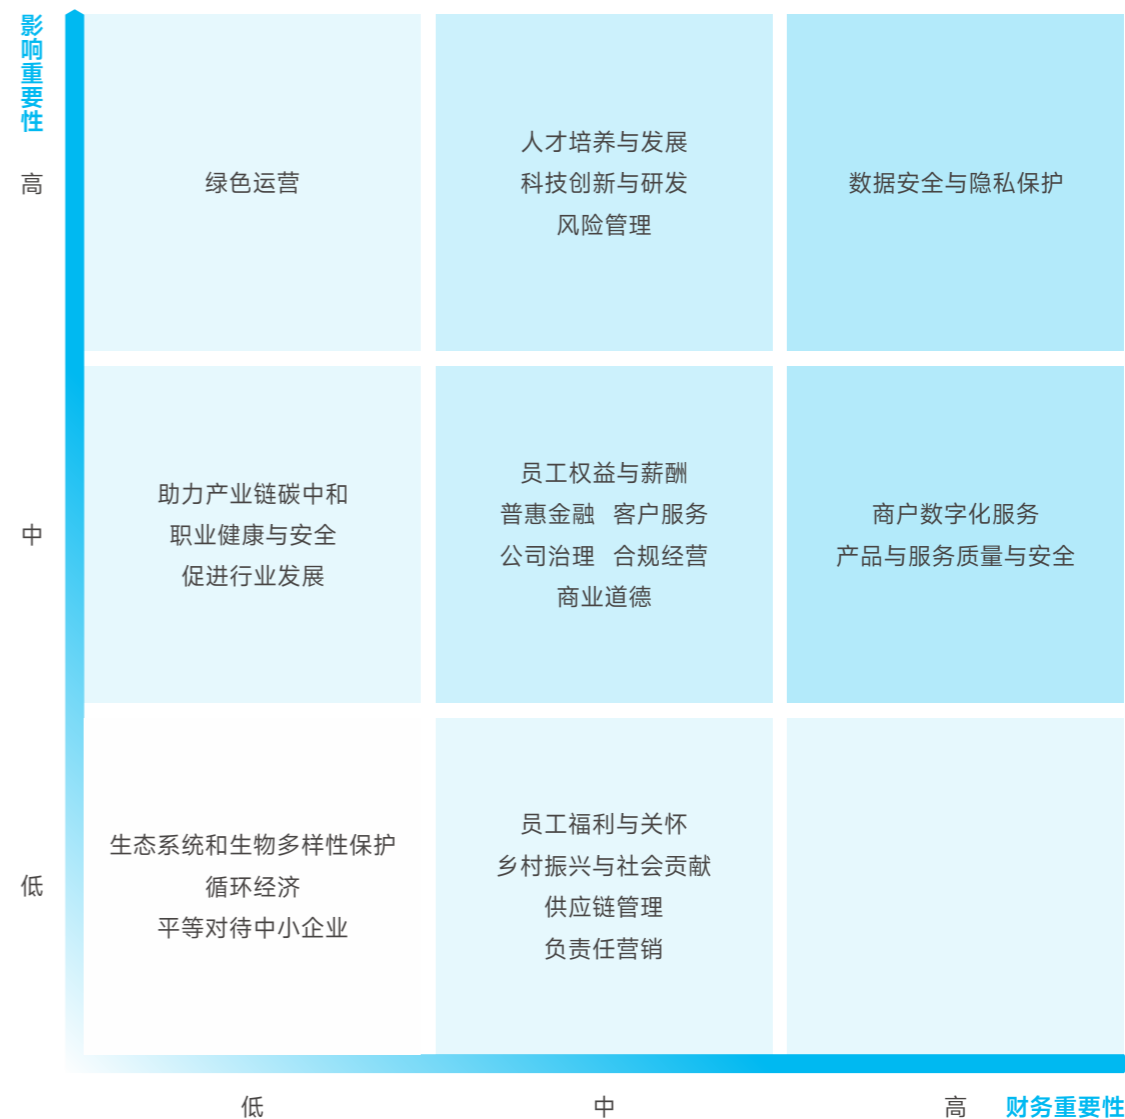 影响重要性
高
绿色运营
人才培养与发展
科技创新与研发
风险管理
数据安全与隐私保护
中
助力产业链碳中和
职业健康与安全
促进行业发展
员工权益与薪酬
普惠金融 客户服务
公司治理 合规经营
商业道德
商户数字化服务
产品与服务质量与安全
低
生态系统和生物多样性保护
循环经济
平等对待中小企业
员工福利与关怀
乡村振兴与社会贡献
供应链管理
负责任营销
低
中
高
财务重要性